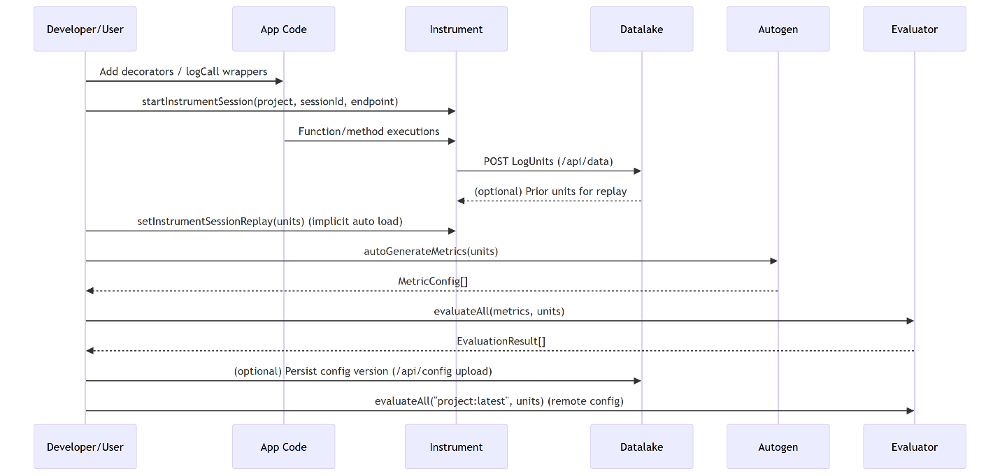 Developer/User
App Code
Instrument
Datalake
Autogen
Evaluator
Add decorators / logCall wrappers
startInstrumentSession(project, sessionId, endpoint)
Function/method executions
POST LogUnits (/api/data)
(optional) Prior units for replay
setInstrumentSessionReplay(units) (implicit auto load)
autoGenerateMetrics(units)
MetricConfig[]
evaluateAll(metrics, units)
EvaluationResult[]
(optional) Persist config version (/api/config upload)
evaluateAll("project:latest", units) (remote config)
Developer/User
App Code
Instrument
Datalake
Autogen
Evaluator